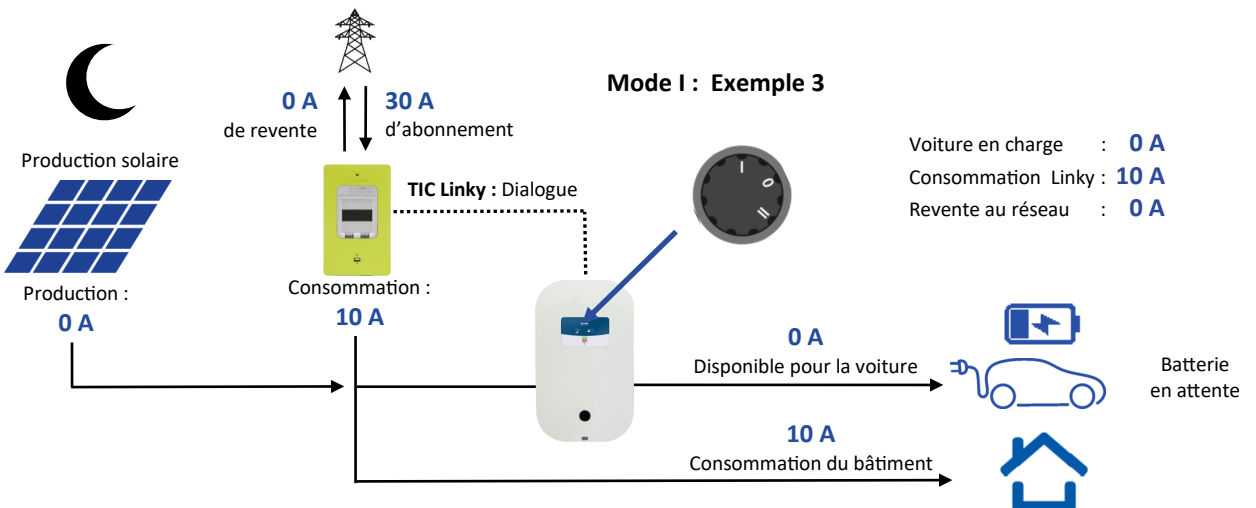 Mode I : Exemple 3
0 A
de revente
30 A
d’abonnement
Production solaire
TIC Linky : Dialogue
I
0
II
Voiture en charge : 0 A
Consommation Linky : 10 A
Revente au réseau : 0 A
Production :
0 A
Consommation :
10 A
0 A
Disponible pour la voiture
Batterie
en attente
10 A
Consommation du bâtiment